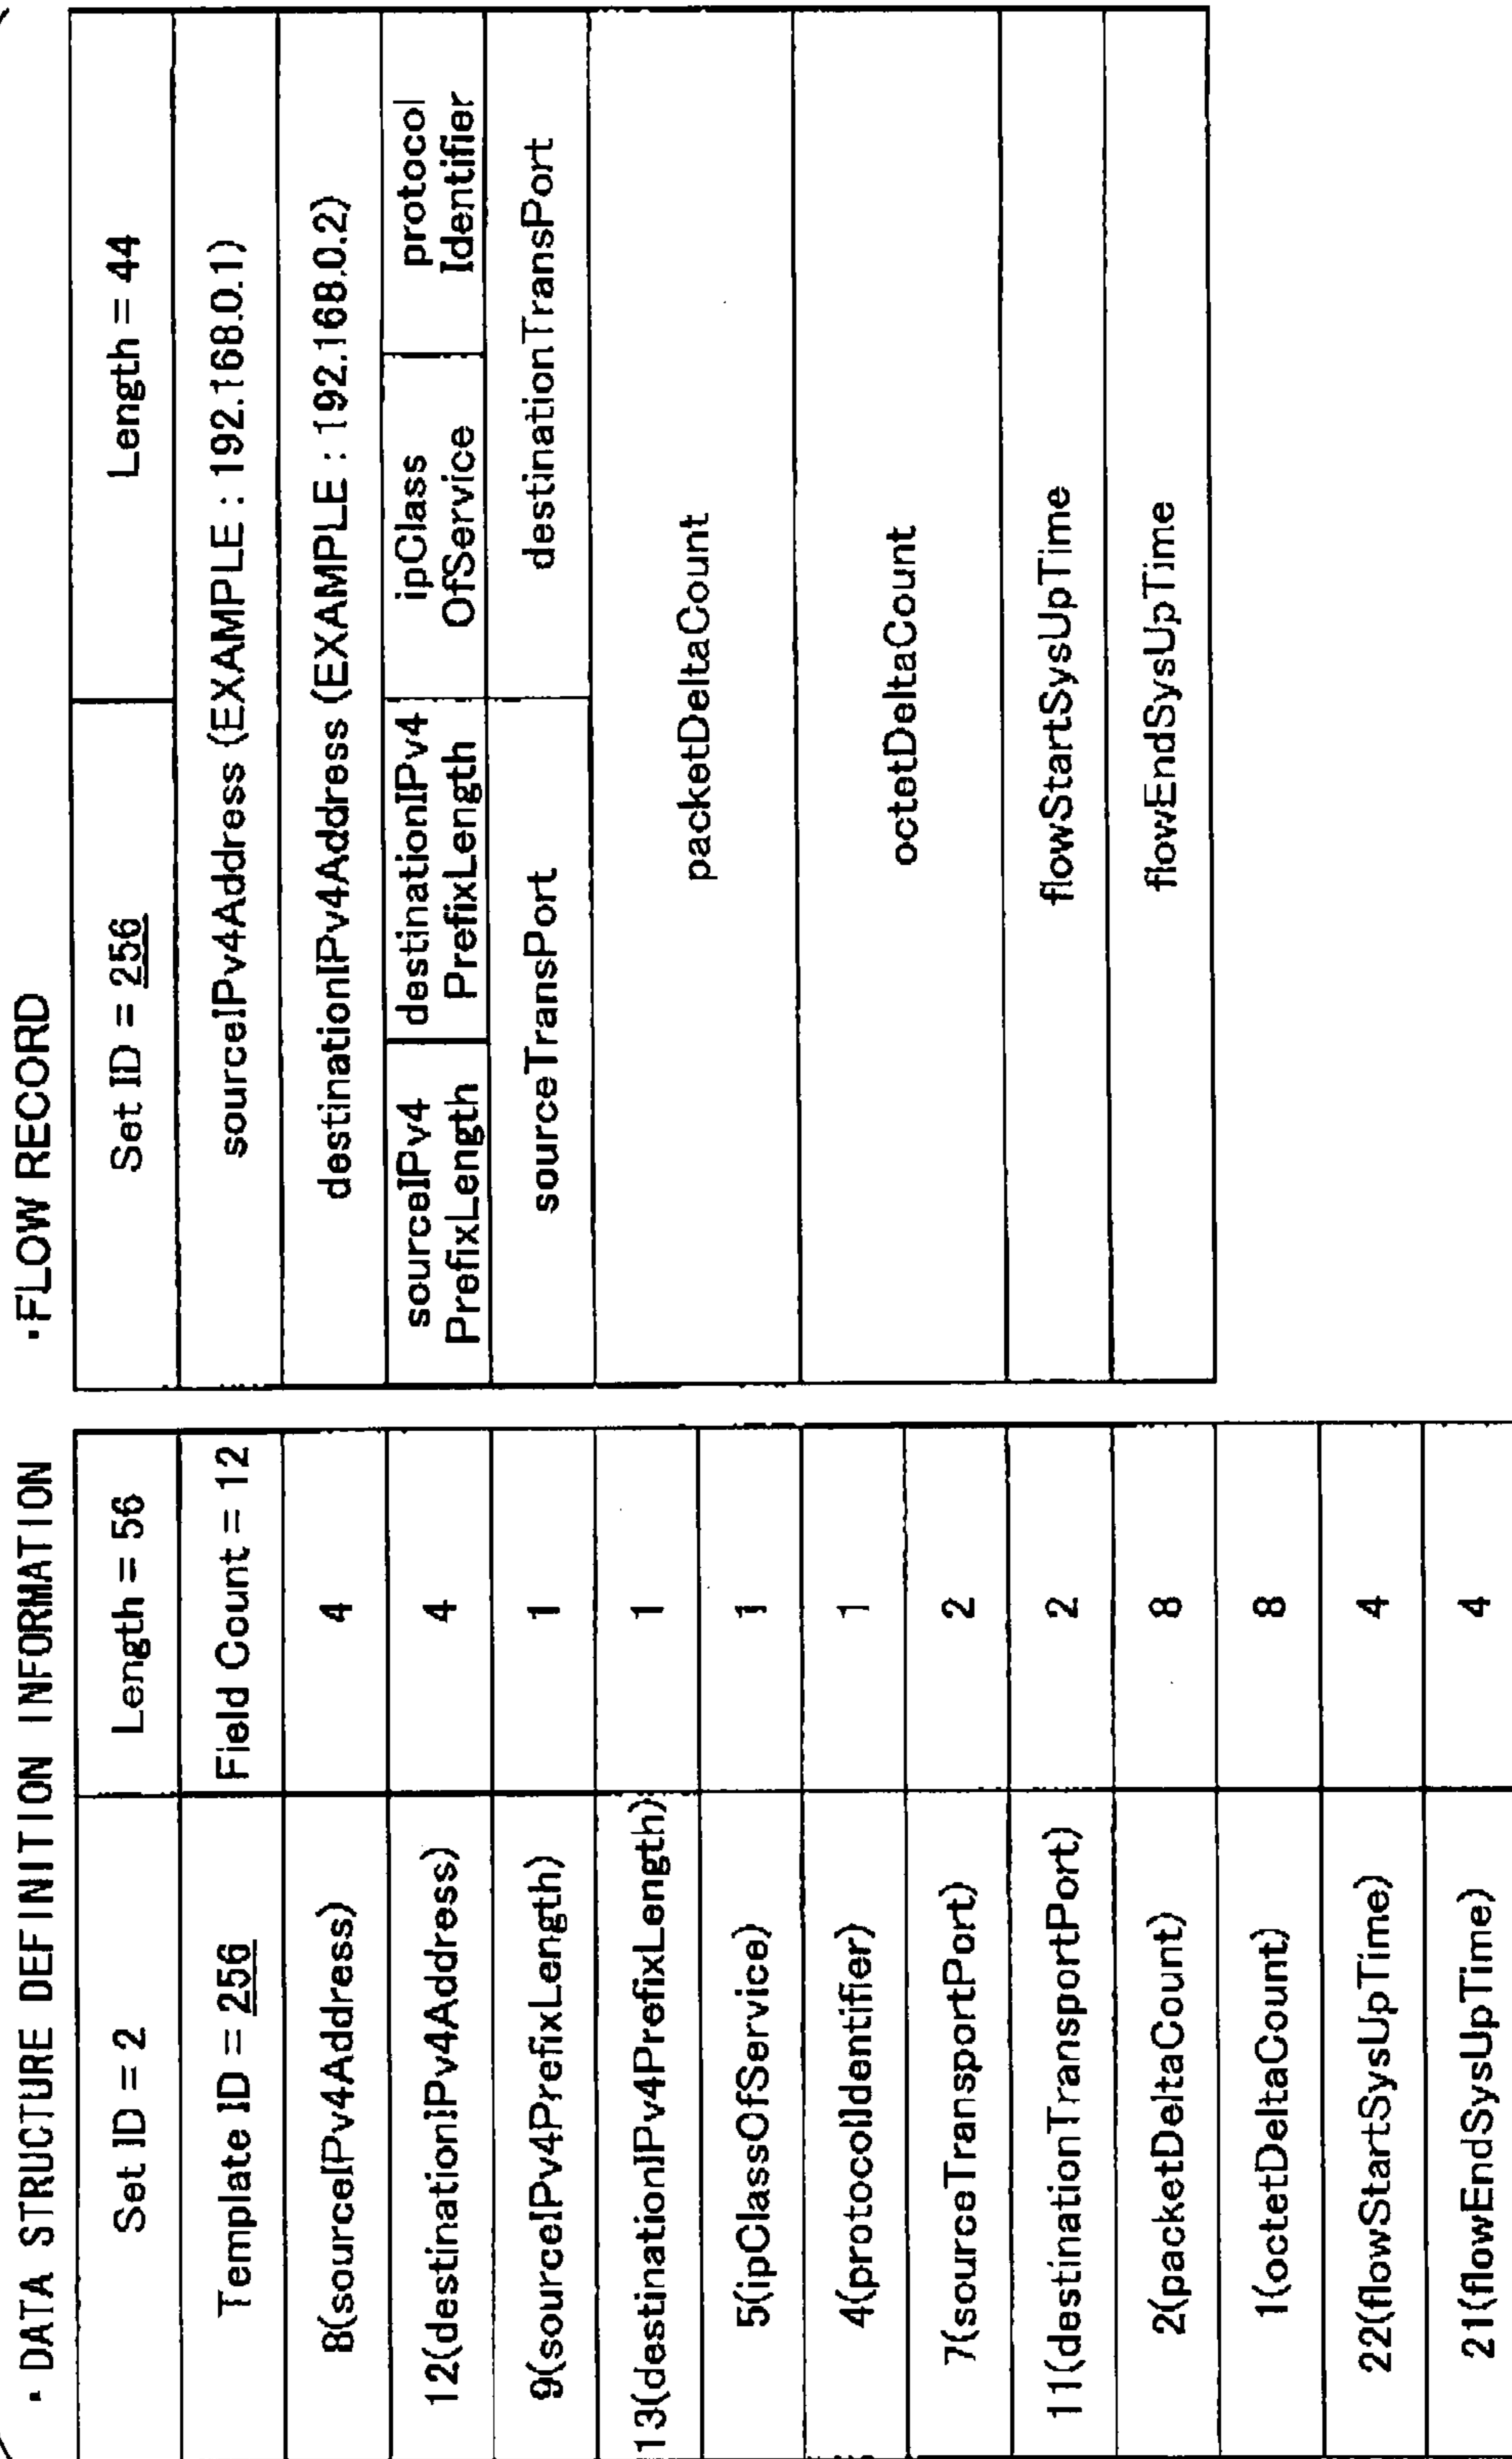 · DATA STRUCTURE DEFINITION INFORMATION
Set ID = 2 Length = 56
Template ID = 256 Field Count = 12
8(sourceIPv4Address) 4
12(destinationIPv4Address) 4
9(sourceIPv4PrefixLength) 1
13(destinationIPv4PrefixLength) 1
5(ipClassOfService) 1
4(protocolIdentifier) 1
7(sourceTransportPort) 2
11(destinationTransportPort) 2
2(packetDeltaCount) 8
1(octetDeltaCount) 8
22(flowStartSysUpTime) 4
21(flowEndSysUpTime) 4
·FLOW RECORD
Set ID = 256 Length = 44
sourceIPv4Address (EXAMPLE : 192.168.0.1)
destinationIPv4Address (EXAMPLE : 192.168.0.2)
sourceIPv4 destinationIPv4 ipClass protocol
PrefixLength PrefixLength OfService Identifier
sourceTransPort destinationTransPort
packetDeltaCount
octetDeltaCount
flowStartSysUpTime
flowEndSysUpTime